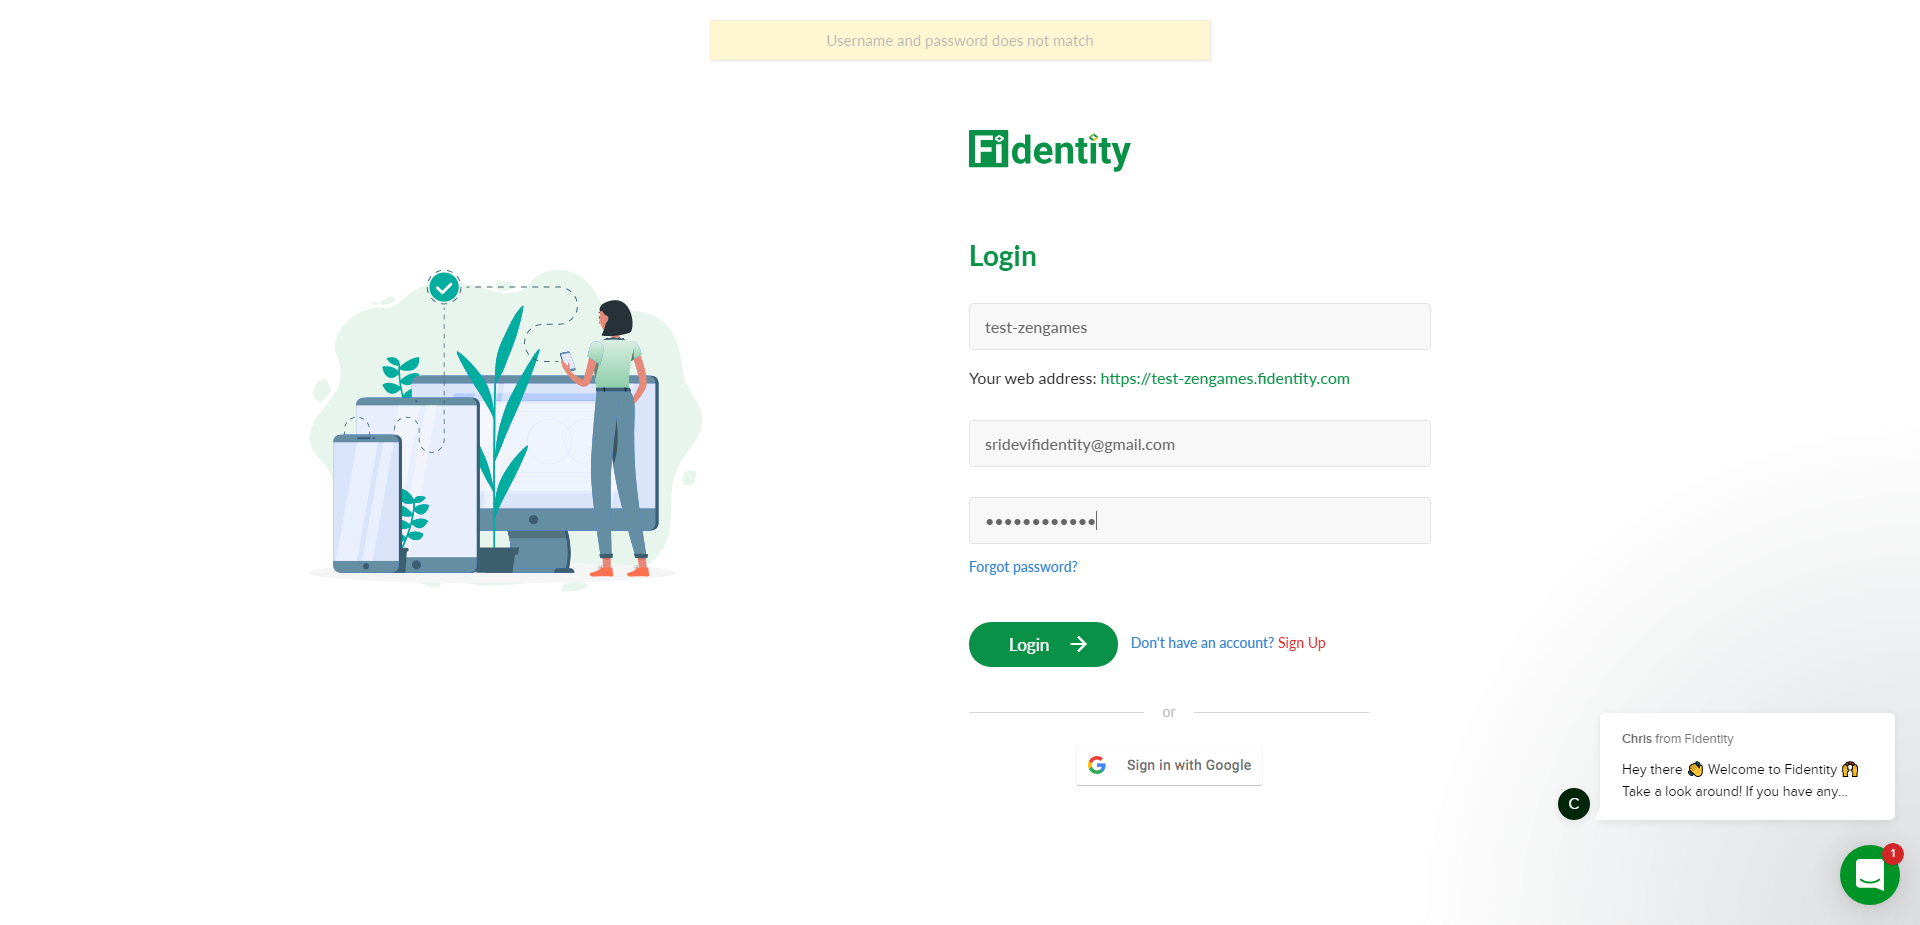 Username and password does not match
Fidentity
Login
test-zengames
Your web address: https://test-zengames.fidentity.com
sridevifidentity@gmail.com
••••••••••••
Forgot password?
Login
Don't have an account? Sign Up
or
Sign in with Google
Chris from Fidentity
Hey there 👏 Welcome to Fidentity 🙌
Take a look around! If you have any...
C
1